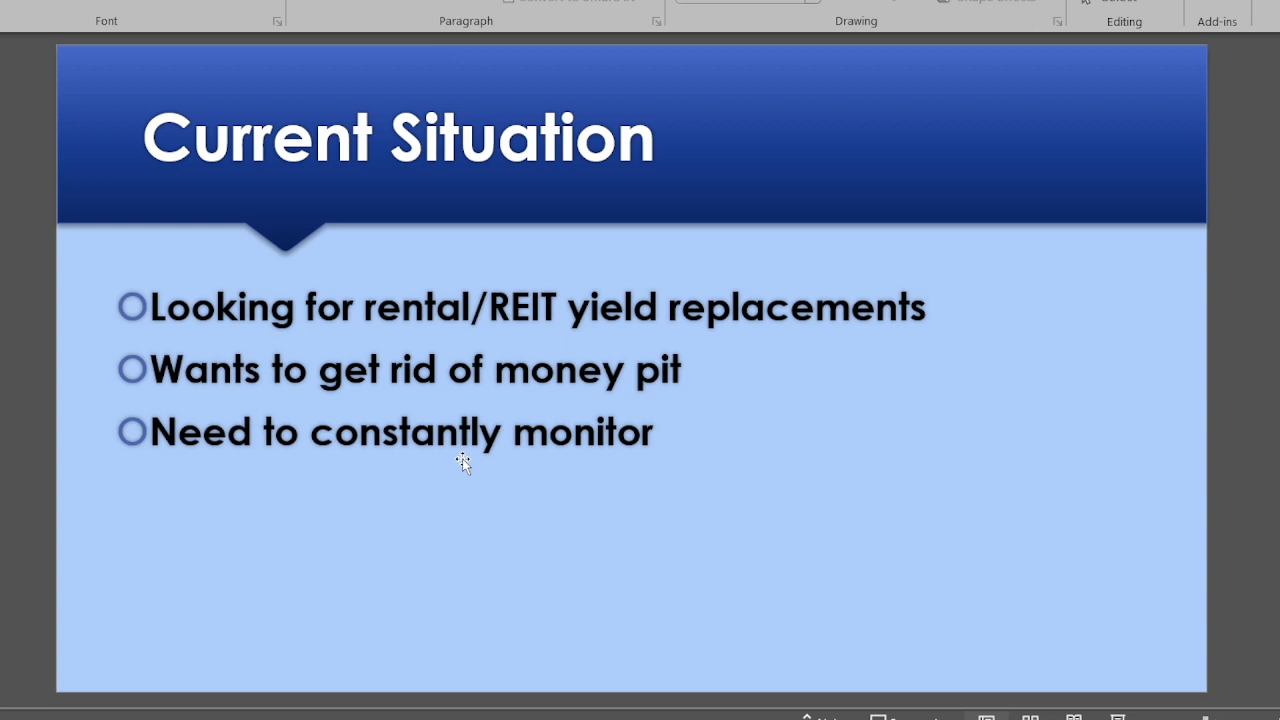 Font
Paragraph
Drawing
Editing
Add-ins
Current Situation
Looking for rental/REIT yield replacements
Wants to get rid of money pit
Need to constantly monitor